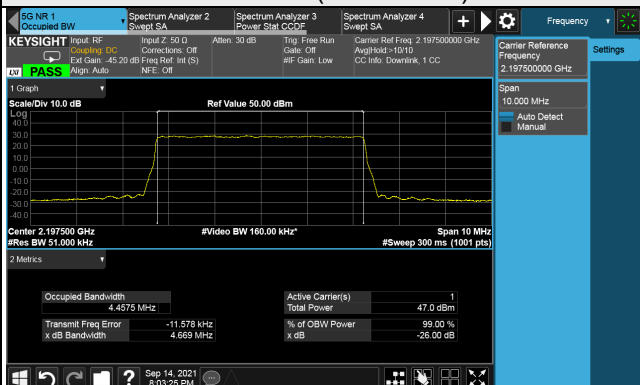 5G NR 1
Occupied BW
Spectrum Analyzer 2
Swept SA
Spectrum Analyzer 3
Power Stat CCDF
Spectrum Analyzer 4
Swept SA
Frequency
KEYSIGHT
Input: RF
Coupling: DC
Ext Gain: -45.20 dB
Align: Auto
Input Z: 50 Ω
Corrections: Off
Freq Ref: Int (S)
NFE: Off
Atten: 30 dB
Trig: Free Run
Gate: Off
#IF Gain: Low
Carrier Ref Freq: 2.197500000 GHz
Avg|Hold:>10/10
CC Info: Downlink, 1 CC
LXI
PASS
Carrier Reference
Frequency
2.197500000 GHz
Settings
Span
10.000 MHz
Auto Detect
Manual
1 Graph
Scale/Div 10.0 dB
Ref Value 50.00 dBm
Log
40.0
30.0
20.0
10.0
0.00
-10.0
-20.0
-30.0
-40.0
Center 2.197500 GHz
#Video BW 160.00 kHz*
Span 10 MHz
#Res BW 51.000 kHz
#Sweep 300 ms (1001 pts)
2 Metrics
Occupied Bandwidth
4.4575 MHz
Active Carrier(s) 1
Total Power 47.0 dBm
Transmit Freq Error -11.578 kHz
x dB Bandwidth 4.669 MHz
% of OBW Power 99.00 %
x dB -26.00 dB
?
Sep 14, 2021
8:03:25 PM